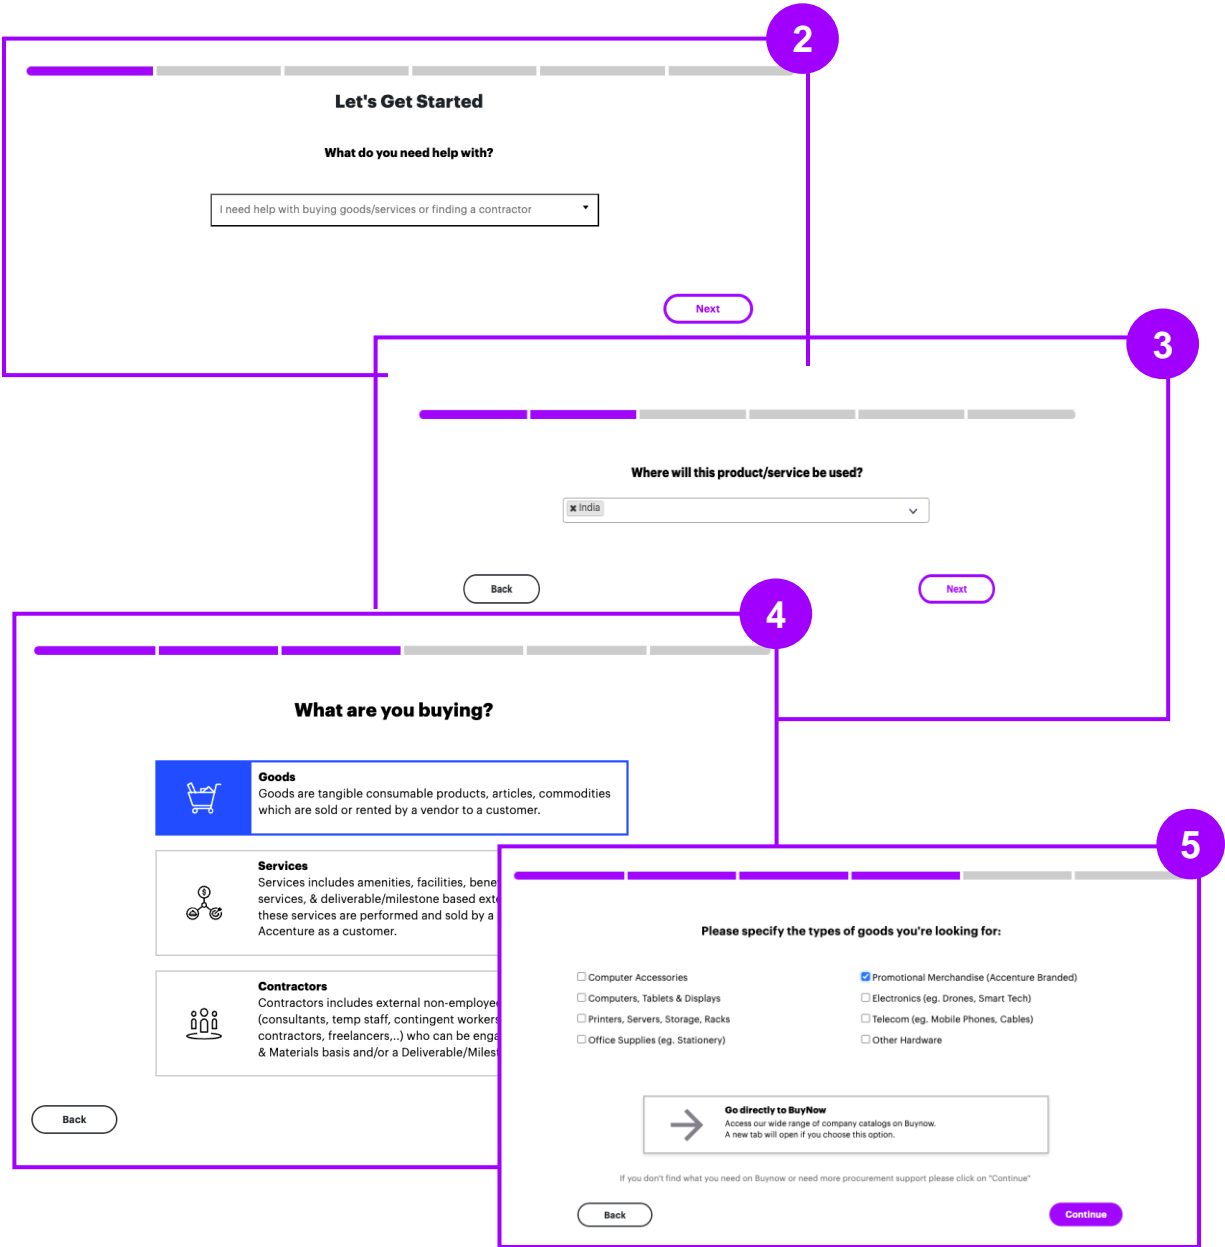 2
Let's Get Started
What do you need help with?
I need help with buying goods/services or finding a contractor
Next
3
Where will this product/service be used?
× India
Back
Next
4
What are you buying?
Goods
Goods are tangible consumable products, articles, commodities
which are sold or rented by a vendor to a customer.
Services
Services includes amenities, facilities,
services, & deliverable/milestone based
these services are performed and sold by a
Accenture as a customer.
Contractors
Contractors includes external
(consultants, temp staff, contingent workers
contractors, freelancers,..) who can be
& Materials basis and/or a
Back
5
Please specify the types of goods you're looking for:
Computer Accessories
Computers, Tablets & Displays
Printers, Servers, Storage, Racks
Office Supplies (eg. Stationery)
Promotional Merchandise (Accenture Branded)
Electronics (eg. Drones, Smart Tech)
Telecom (eg. Mobile Phones, Cables)
Other Hardware
Go directly to BuyNow
Access our wide range of company catalogs on Buynow.
A new tab will open if you choose this option.
If you don't find what you need on Buynow or need more procurement support please click on "Continue"
Back
Continue